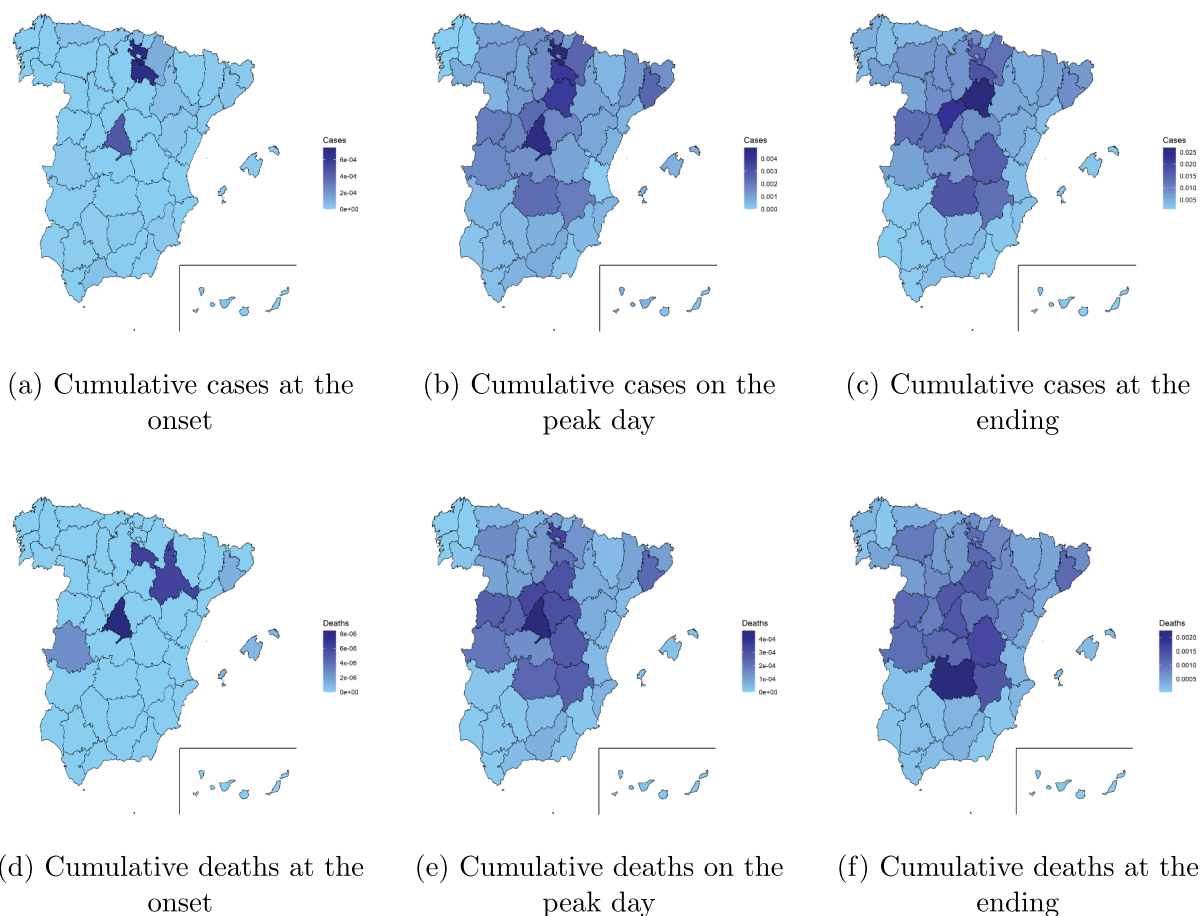 Cases
6e-04
4e-04
2e-04
0e+00
Cases
0.004
0.003
0.002
0.001
0.000
Cases
0.025
0.020
0.015
0.010
0.005
(a) Cumulative cases at the
onset
(b) Cumulative cases on the
peak day
(c) Cumulative cases at the
ending
Deaths
8e-06
6e-06
4e-06
2e-06
0e+00
Deaths
4e-04
3e-04
2e-04
1e-04
0e+00
Deaths
0.0020
0.0015
0.0010
0.0005
(d) Cumulative deaths at the
onset
(e) Cumulative deaths on the
peak day
(f) Cumulative deaths at the
ending